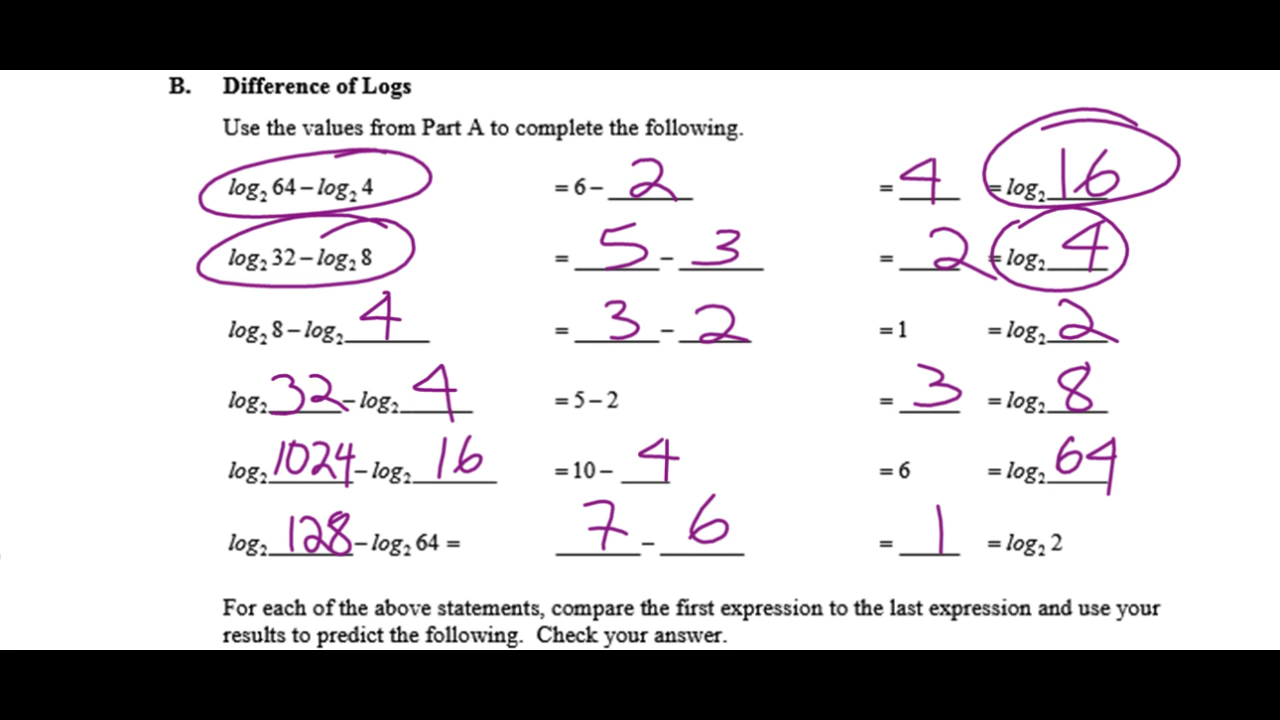 B. Difference of Logs
Use the values from Part A to complete the following.
log₂ 64 – log₂ 4 = 6 – 2 = 4 = log₂ 16
log₂ 32 – log₂ 8 = 5 – 3 = 2 = log₂ 4
log₂ 8 – log₂ 4 = 3 – 2 = 1 = log₂ 2
log₂ 32 – log₂ 4 = 5 – 2 = 3 = log₂ 8
log₂ 1024 – log₂ 16 = 10 – 4 = 6 = log₂ 64
log₂ 128 – log₂ 64 = 7 – 6 = 1 = log₂ 2
For each of the above statements, compare the first expression to the last expression and use your
results to predict the following. Check your answer.